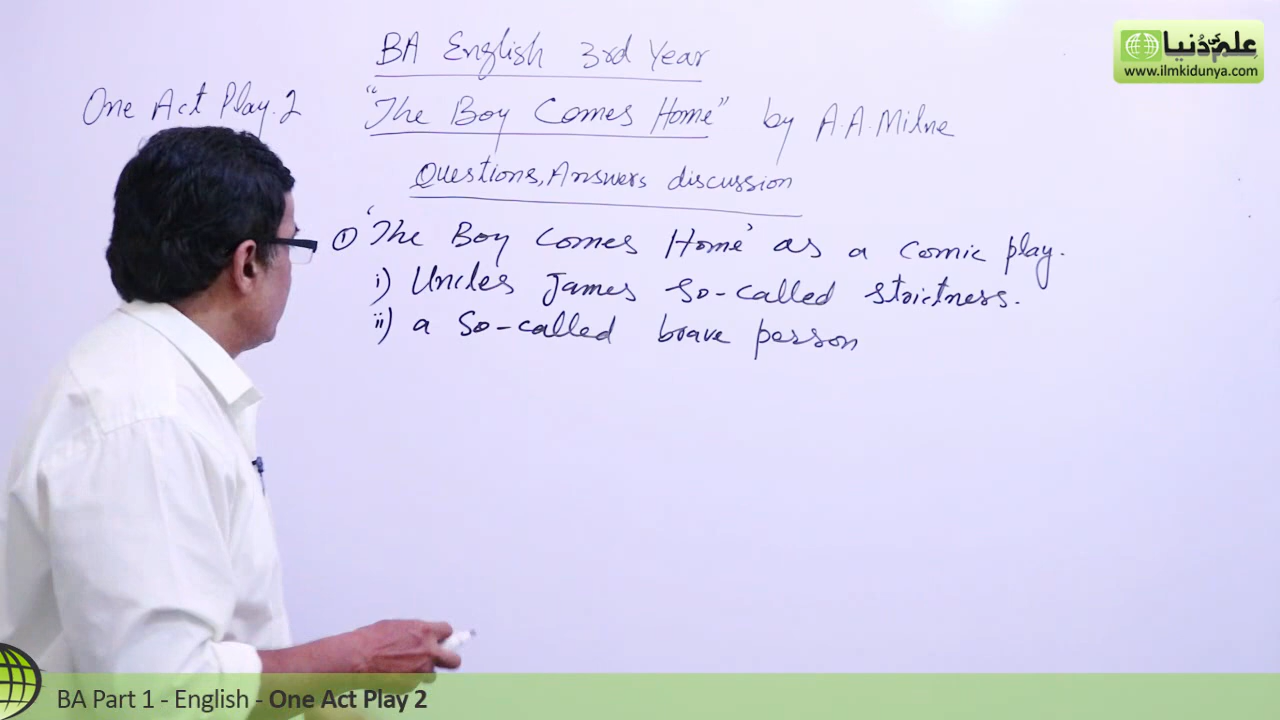 علم کی دنیا
www.ilmkidunya.com
BA English 3rd Year
One Act Play. 2 "The Boy Comes Home" by A.A. Milne
Questions, Answers discussion
① 'The Boy Comes Home' as a comic play.
i) Uncles James so-called strictness.
ii) a so-called brave person
BA Part 1 - English - One Act Play 2